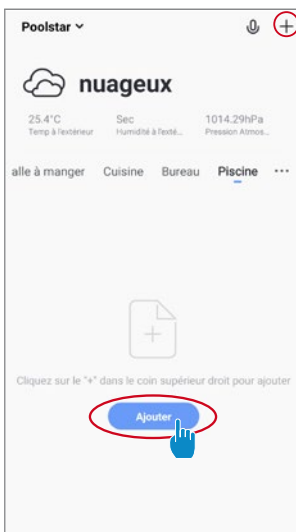 Poolstar
nuageux
25.4°C Sec 1014.29hPa
Temp à l'extérieur Humidité à l'exté... Pression Atmos...
alle à manger Cuisine Bureau Piscine ...
Cliquez sur le "+" dans le coin supérieur droit pour ajouter
Ajouter